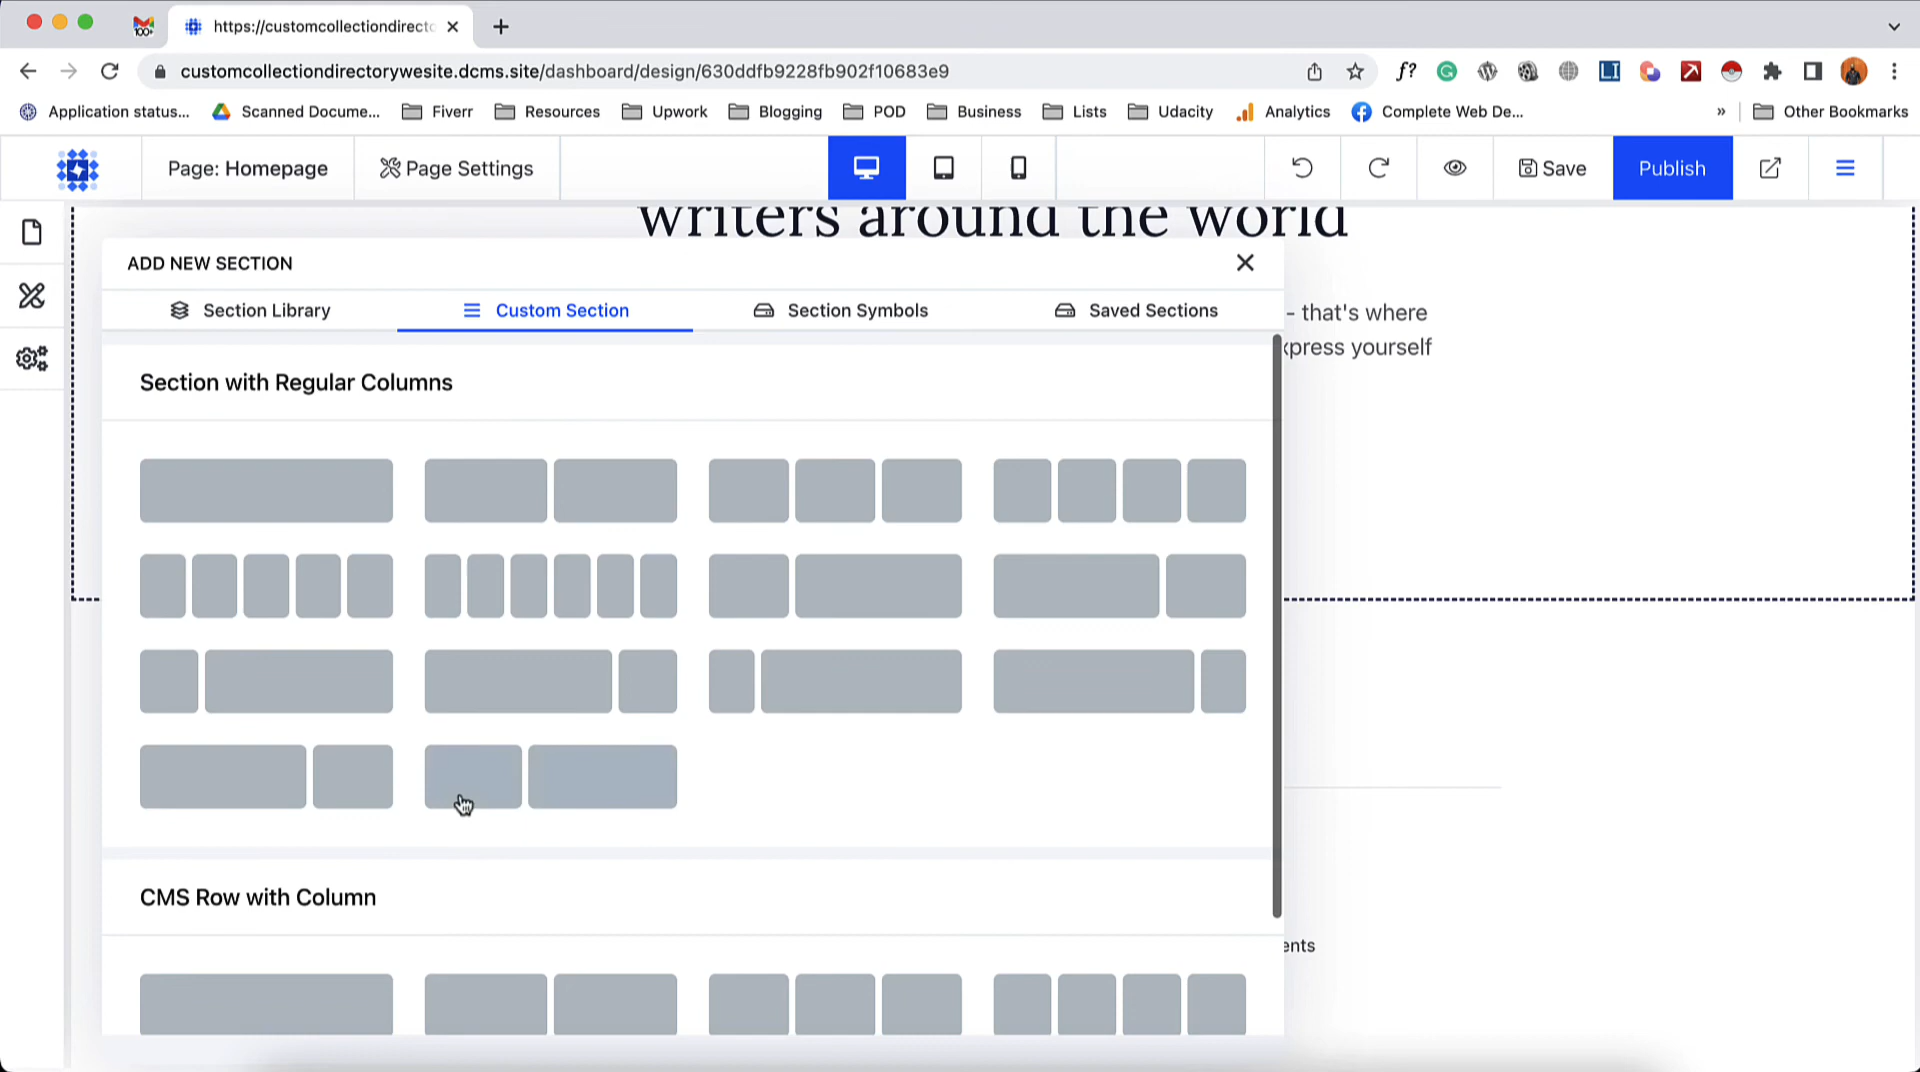 100+
https://customcollectiondirecto
customcollectiondirectorywesite.dcms.site/dashboard/design/630ddfb9228fb902f10683e9
f?
LI
Application status...
Scanned Docume...
Fiverr
Resources
Upwork
Blogging
POD
Business
Lists
Udacity
Analytics
Complete Web De...
»
Other Bookmarks
Page: Homepage
Page Settings
Save
Publish
writers around the world
ADD NEW SECTION
Section Library
Custom Section
Section Symbols
Saved Sections
- that's where
xpress yourself
Section with Regular Columns
CMS Row with Column
ents